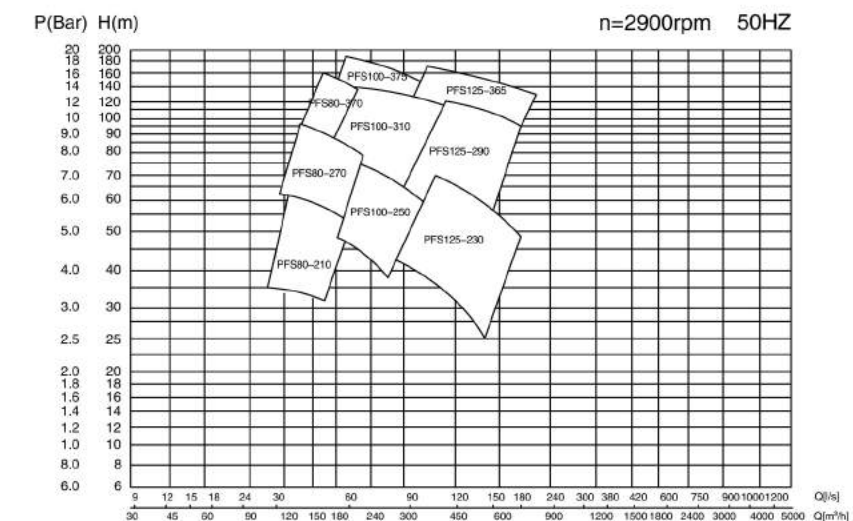 P(Bar) H(m) n=2900rpm 50HZ
20 200
18 180
16 160
14 140
12 120
10 100
9.0 90
8.0 80
7.0 70
6.0 60
5.0 50
4.0 40
3.0 30
2.5 25
2.0 20
1.8 18
1.6 16
1.4 14
1.2 12
1.0 10
8.0 8
6.0 6
PFS100-375
PFS125-365
PFS80-370
PFS100-310
PFS125-290
PFS80-270
PFS100-250
PFS125-230
PFS80-210
9 12 15 18 24 30 60 90 120 150 180 240 300 380 420 600 750 900 1000 1200 Q[l/s]
30 45 60 90 120 150 180 240 300 450 600 900 1200 1500 1800 2400 3000 4000 5000 Q[m³/h]